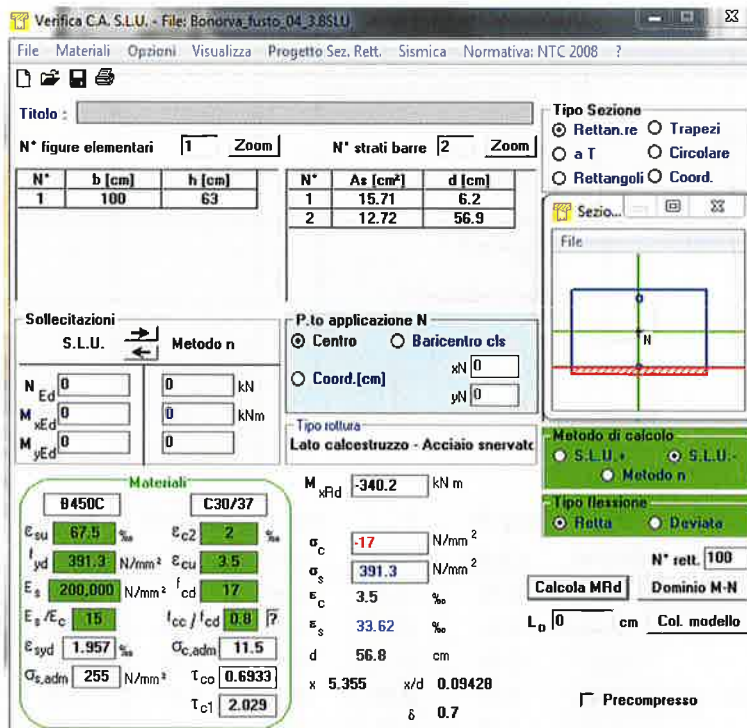 Verifica C.A. S.L.U. - File: Bonorva_fusto_04_3.8SLU
File Materiali Opzioni Visualizza Progetto Sez. Rett. Sismica Normativa: NTC 2008 ?
Titolo :
N° figure elementari 1 Zoom
N° strati barre 2 Zoom
N° b [cm] h [cm]
1 100 63
N° As [cm²] d [cm]
1 15.71 6.2
2 12.72 56.9
Tipo Sezione
Rettan.re Trapezi
a T Circolare
Rettangoli Coord.
Sezio...
File
N
Sollecitazioni
S.L.U. Metodo n
N Ed 0 0 kN
M xEd 0 0 kNm
M yEd 0 0
P.to applicazione N
Centro Baricentro cls
Coord.[cm] xN 0
yN 0
Tipo rottura
Lato calcestruzzo - Acciaio snervato
Metodo di calcolo
S.L.U.+ S.L.U.-
Metodo n
Tipo flessione
Retta Deviata
Materiali
B450C C30/37
εsu 67.5 ‰ εc2 2 ‰
fyd 391.3 N/mm² εcu 3.5
Es 200,000 N/mm² fcd 17
Es/Ec 15 fcc/fcd 0.8 ?
εsyd 1.957 ‰ σc,adm 11.5
σs,adm 255 N/mm² τco 0.6933
τc1 2.029
M xRd -340.2 kN m
σc -17 N/mm²
σs 391.3 N/mm²
εc 3.5 ‰
εs 33.62 ‰
d 56.8 cm
x 5.355 x/d 0.09428
δ 0.7
N° rett. 100
Calcola MRd Dominio M-N
Lo 0 cm Col. modello
Precompresso